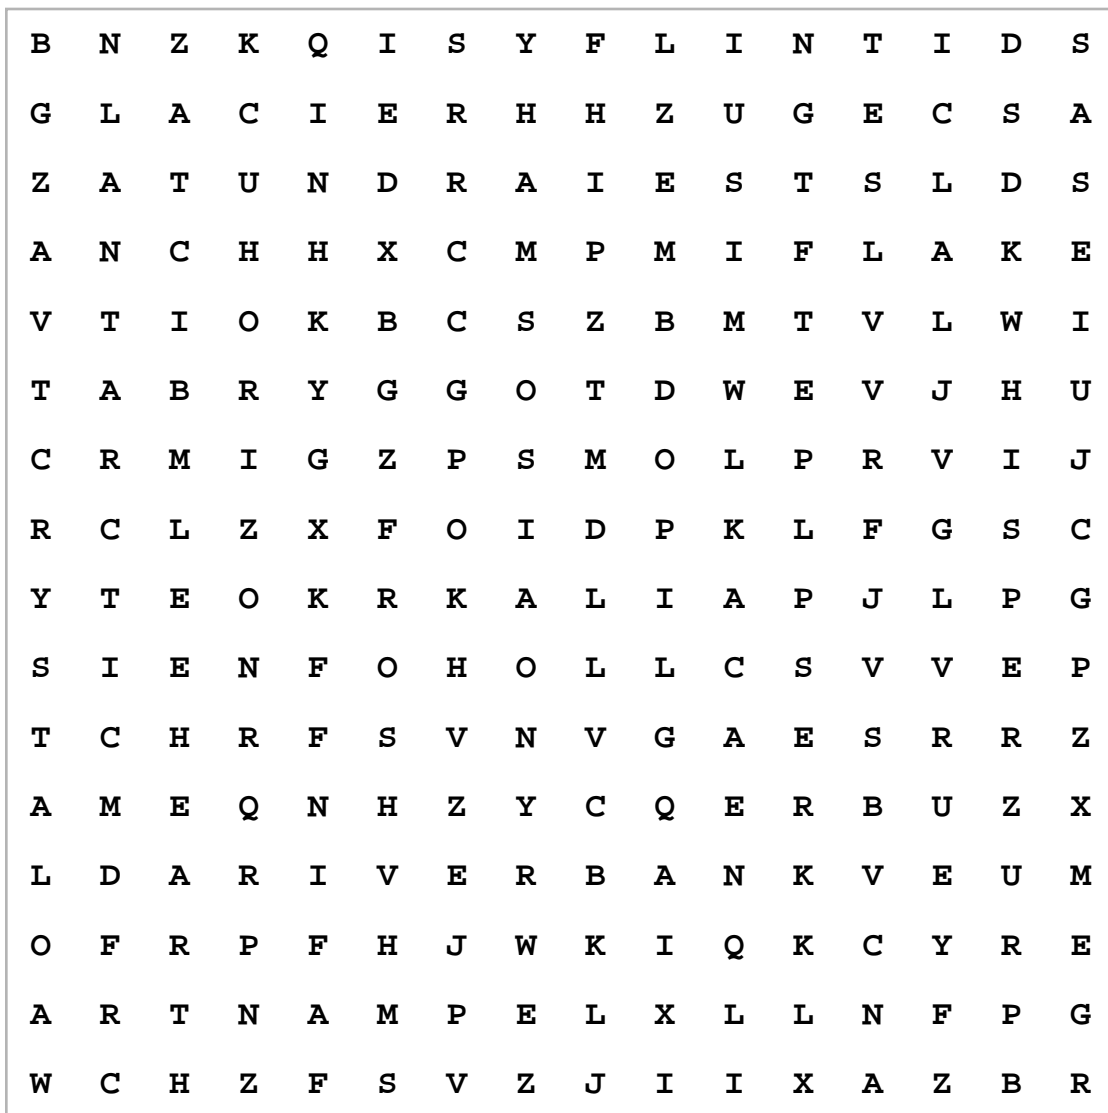 B N Z K Q I S Y F L I N T I D S
G L A C I E R H H Z U G E C S A
Z A T U N D R A I E S T S L D S
A N C H H X C M P M I F L A K E
V T I O K B C S Z B M T V L W I
T A B R Y G G O T D W E V J H U
C R M I G Z P S M O L P R V I J
R C L Z X F O I D P K L F G S C
Y T E O K R K A L I A P J L P G
S I E N F O H O L L C S V V E P
T C H R F S V N V G A E S R R Z
A M E Q N H Z Y C Q E R B U Z X
L D A R I V E R B A N K V E U M
O F R P F H J W K I Q K C Y R E
A R T N A M P E L X L L N F P G
W C H Z F S V Z J I I X A Z B R